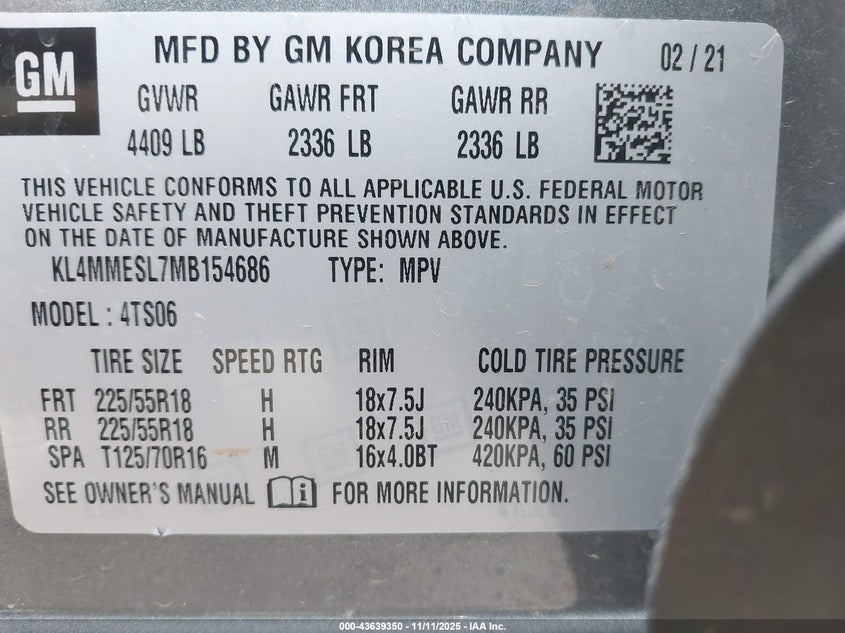 GM
MFD BY GM KOREA COMPANY 02 / 21
GVWR GAWR FRT GAWR RR
4409 LB 2336 LB 2336 LB
THIS VEHICLE CONFORMS TO ALL APPLICABLE U.S. FEDERAL MOTOR
VEHICLE SAFETY AND THEFT PREVENTION STANDARDS IN EFFECT
ON THE DATE OF MANUFACTURE SHOWN ABOVE.
KL4MMESL7MB154686 TYPE: MPV
MODEL : 4TS06
TIRE SIZE SPEED RTG RIM COLD TIRE PRESSURE
FRT 225/55R18 H 18x7.5J 240KPA, 35 PSI
RR 225/55R18 H 18x7.5J 240KPA, 35 PSI
SPA T125/70R16 M 16x4.0BT 420KPA, 60 PSI
SEE OWNER'S MANUAL i FOR MORE INFORMATION.
000-43639350 - 11/11/2025 - IAA Inc.